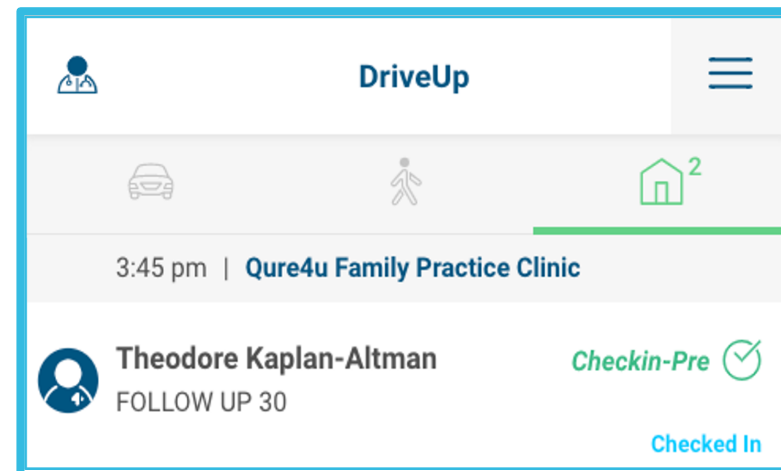 DriveUp
2
3:45 pm | Qure4u Family Practice Clinic
Theodore Kaplan-Altman
Checkin-Pre
FOLLOW UP 30
Checked In